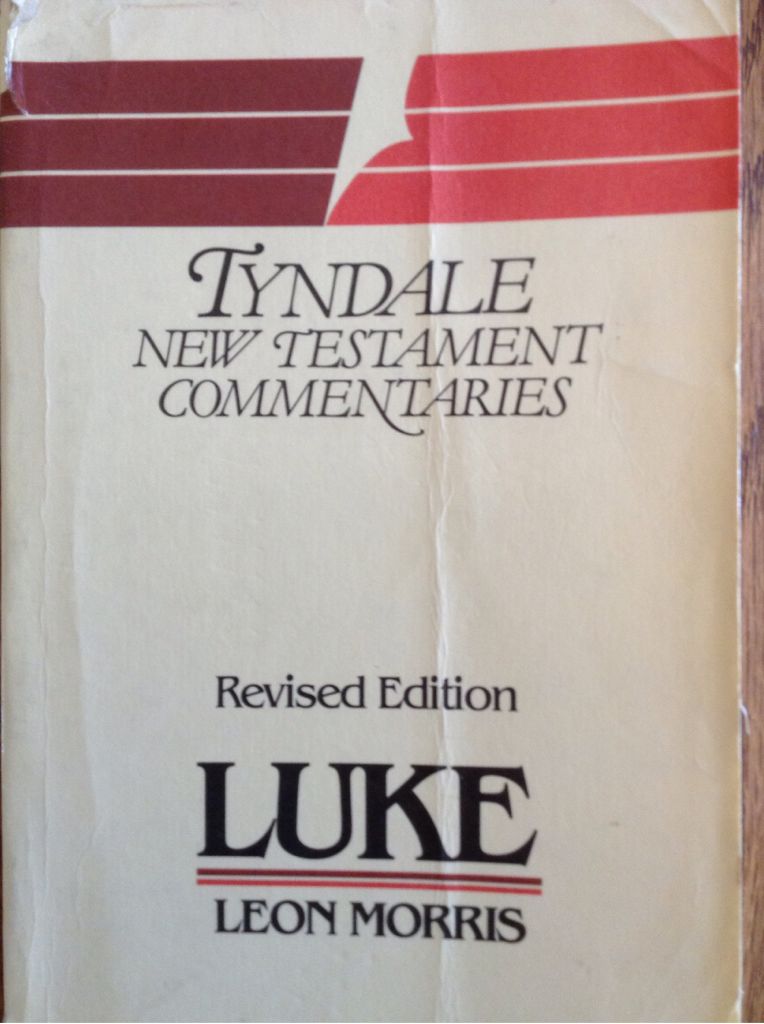 TYNDALE
NEW TESTAMENT
COMMENTARIES
Revised Edition
LUKE
LEON MORRIS